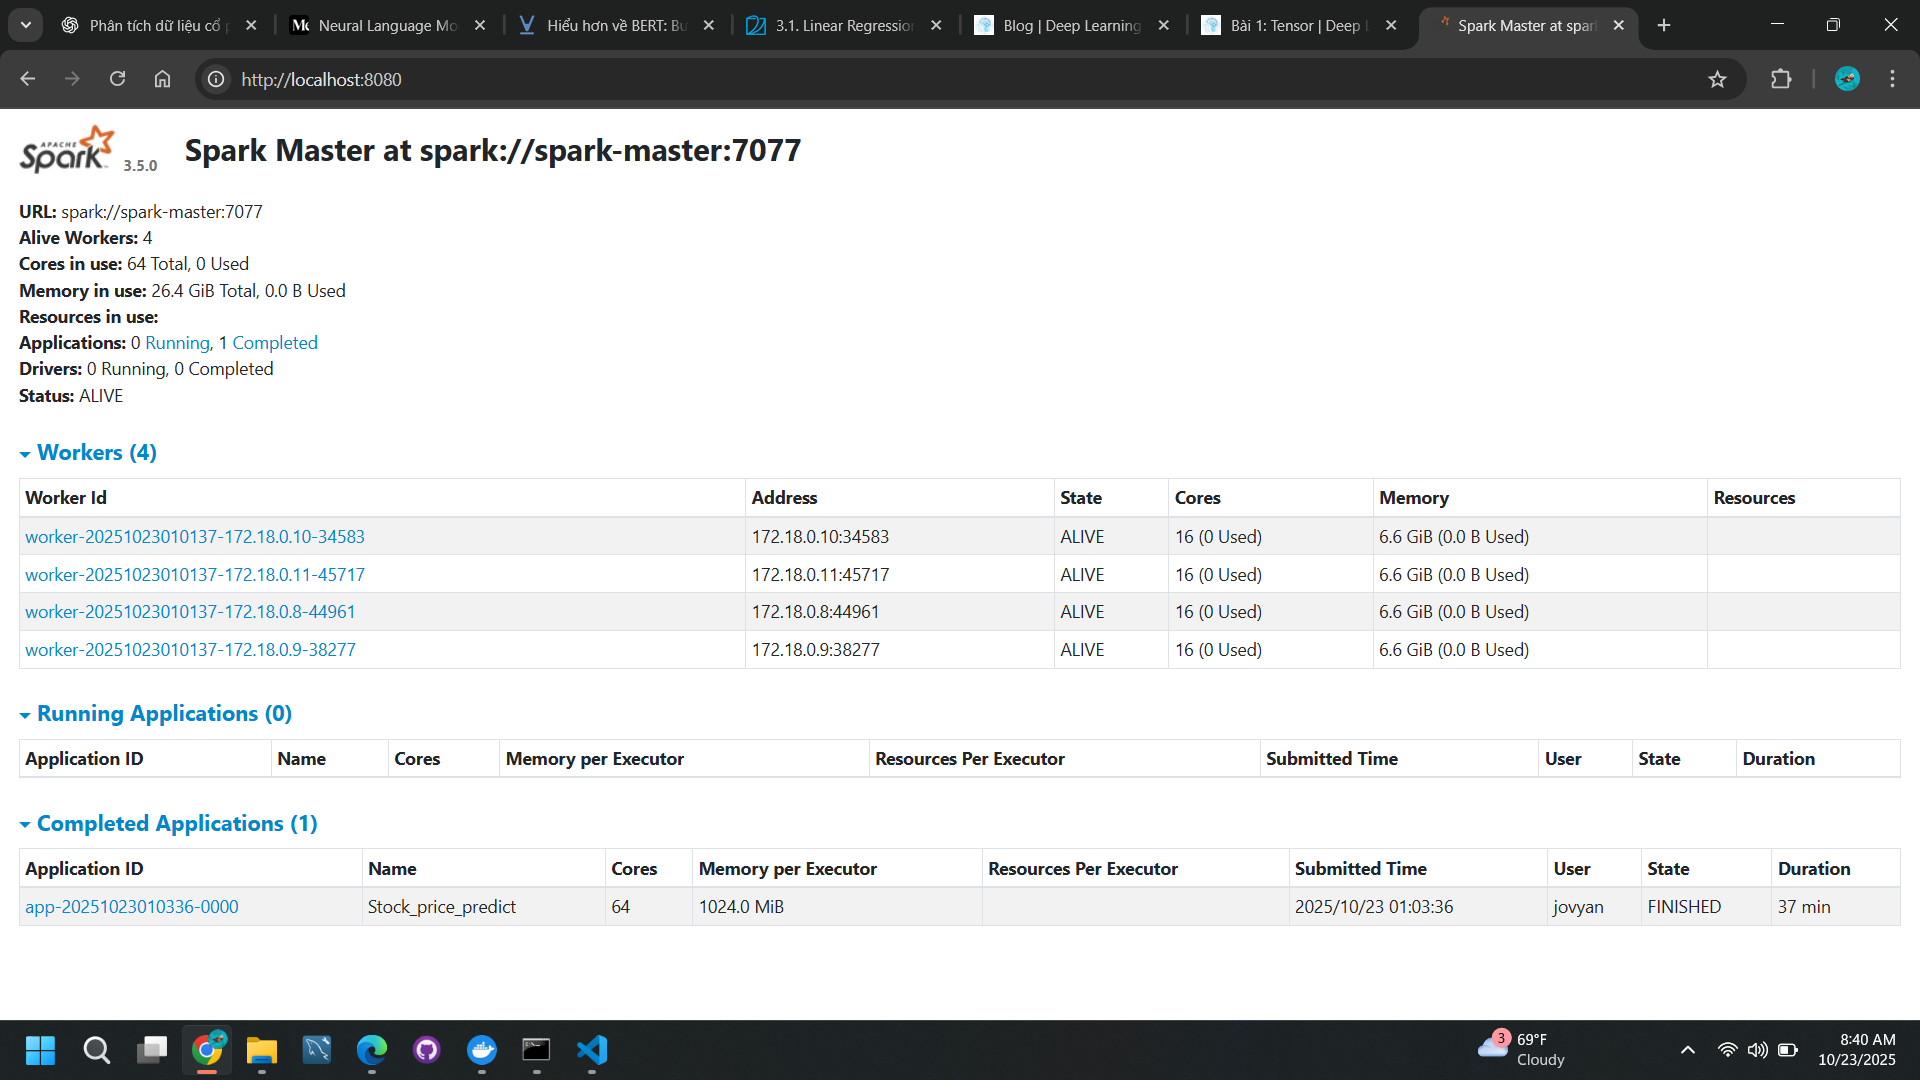 Phân tích dữ liệu cổ
Neural Language Mo
Hiểu hơn về BERT: Bu
3.1. Linear Regression
Blog | Deep Learning
Bài 1: Tensor | Deep L
Spark Master at spar
http://localhost:8080
APACHE Spark 3.5.0
Spark Master at spark://spark-master:7077
URL: spark://spark-master:7077
Alive Workers: 4
Cores in use: 64 Total, 0 Used
Memory in use: 26.4 GiB Total, 0.0 B Used
Resources in use:
Applications: 0 Running, 1 Completed
Drivers: 0 Running, 0 Completed
Status: ALIVE
Workers (4)
Worker Id Address State Cores Memory Resources
worker-20251023010137-172.18.0.10-34583 172.18.0.10:34583 ALIVE 16 (0 Used) 6.6 GiB (0.0 B Used)
worker-20251023010137-172.18.0.11-45717 172.18.0.11:45717 ALIVE 16 (0 Used) 6.6 GiB (0.0 B Used)
worker-20251023010137-172.18.0.8-44961 172.18.0.8:44961 ALIVE 16 (0 Used) 6.6 GiB (0.0 B Used)
worker-20251023010137-172.18.0.9-38277 172.18.0.9:38277 ALIVE 16 (0 Used) 6.6 GiB (0.0 B Used)
Running Applications (0)
Application ID Name Cores Memory per Executor Resources Per Executor Submitted Time User State Duration
Completed Applications (1)
Application ID Name Cores Memory per Executor Resources Per Executor Submitted Time User State Duration
app-20251023010336-0000 Stock_price_predict 64 1024.0 MiB 2025/10/23 01:03:36 jovyan FINISHED 37 min
3 69°F
Cloudy
8:40 AM
10/23/2025